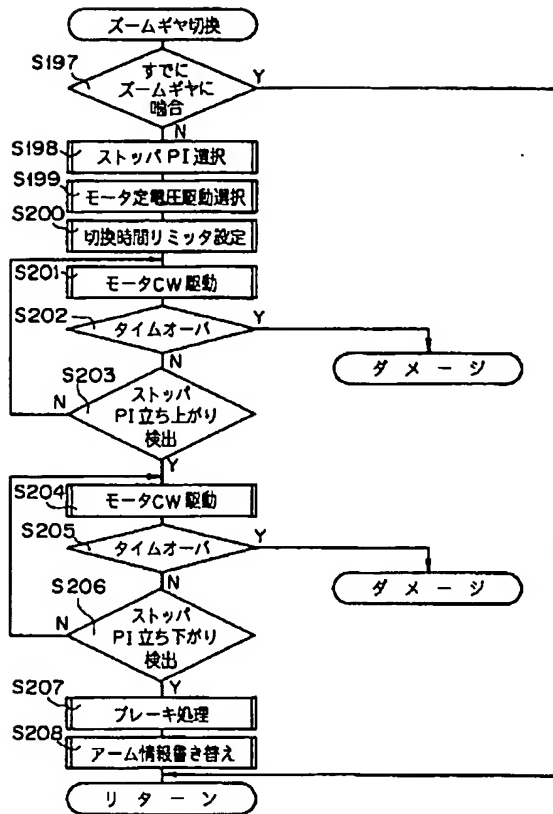 ズームギヤ切換
S197
すでに
ズームギヤに
噛合
Y
N
S198
ストッパPI選択
S199
モータ定電圧駆動選択
S200
切換時間リミッタ設定
S201
モータCW駆動
S202
タイムオーバ
Y
ダメージ
N
S203
ストッパ
PI立ち上がり
検出
N
Y
S204
モータCW駆動
S205
タイムオーバ
Y
ダメージ
N
S206
ストッパ
PI立ち下がり
検出
N
Y
S207
ブレーキ処理
S208
アーム情報書き替え
リターン